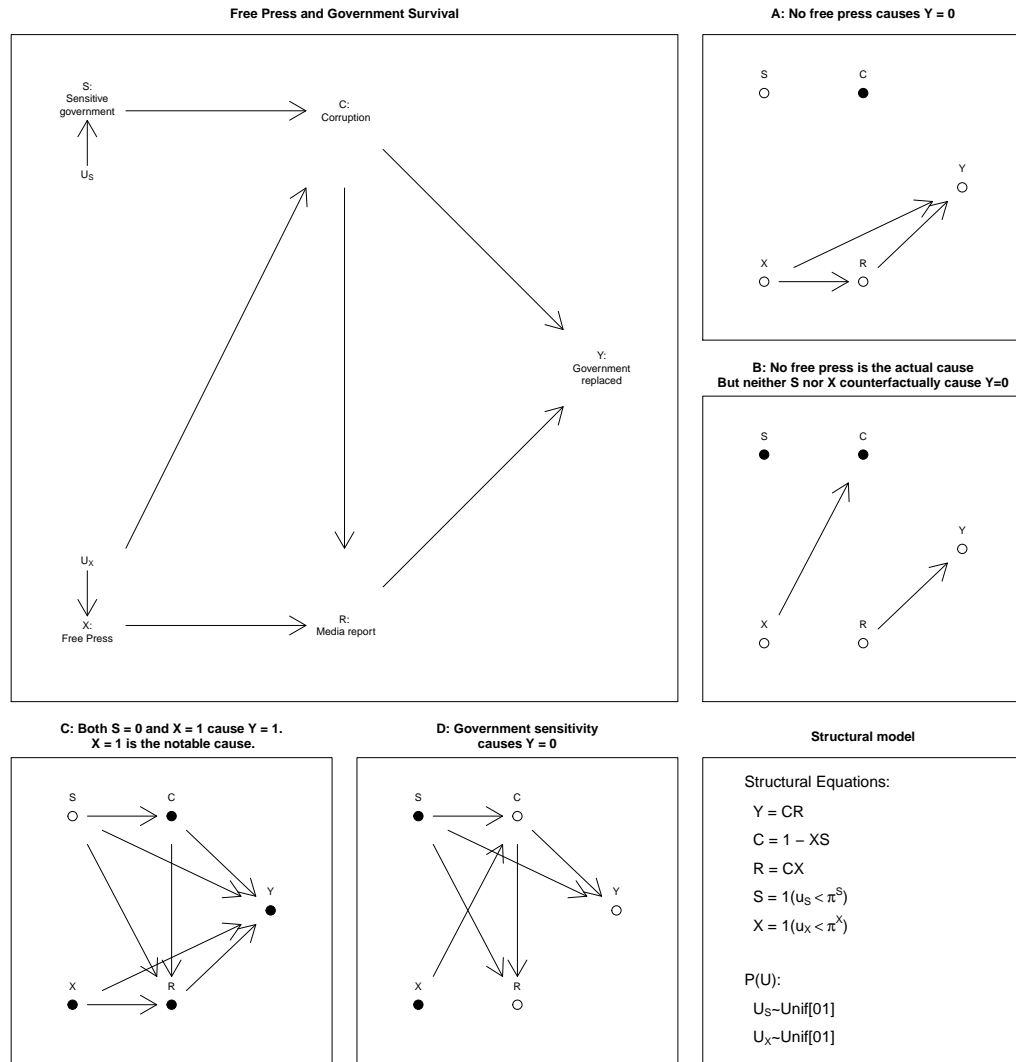 Free Press and Government Survival
S:
Sensitive
government
U_S
C:
Corruption
Y:
Government
replaced
U_X
X:
Free Press
R:
Media report
A: No free press causes Y = 0
S C
Y
X R
B: No free press is the actual cause
But neither S nor X counterfactually cause Y=0
S C
Y
X R
C: Both S = 0 and X = 1 cause Y = 1.
X = 1 is the notable cause.
S C
Y
X R
D: Government sensitivity
causes Y = 0
S C
Y
X R
Structural model
Structural Equations:
Y = CR
C = 1 − XS
R = CX
S = 1(u_S < π^S)
X = 1(u_X < π^X)
P(U):
U_S~Unif[01]
U_X~Unif[01]